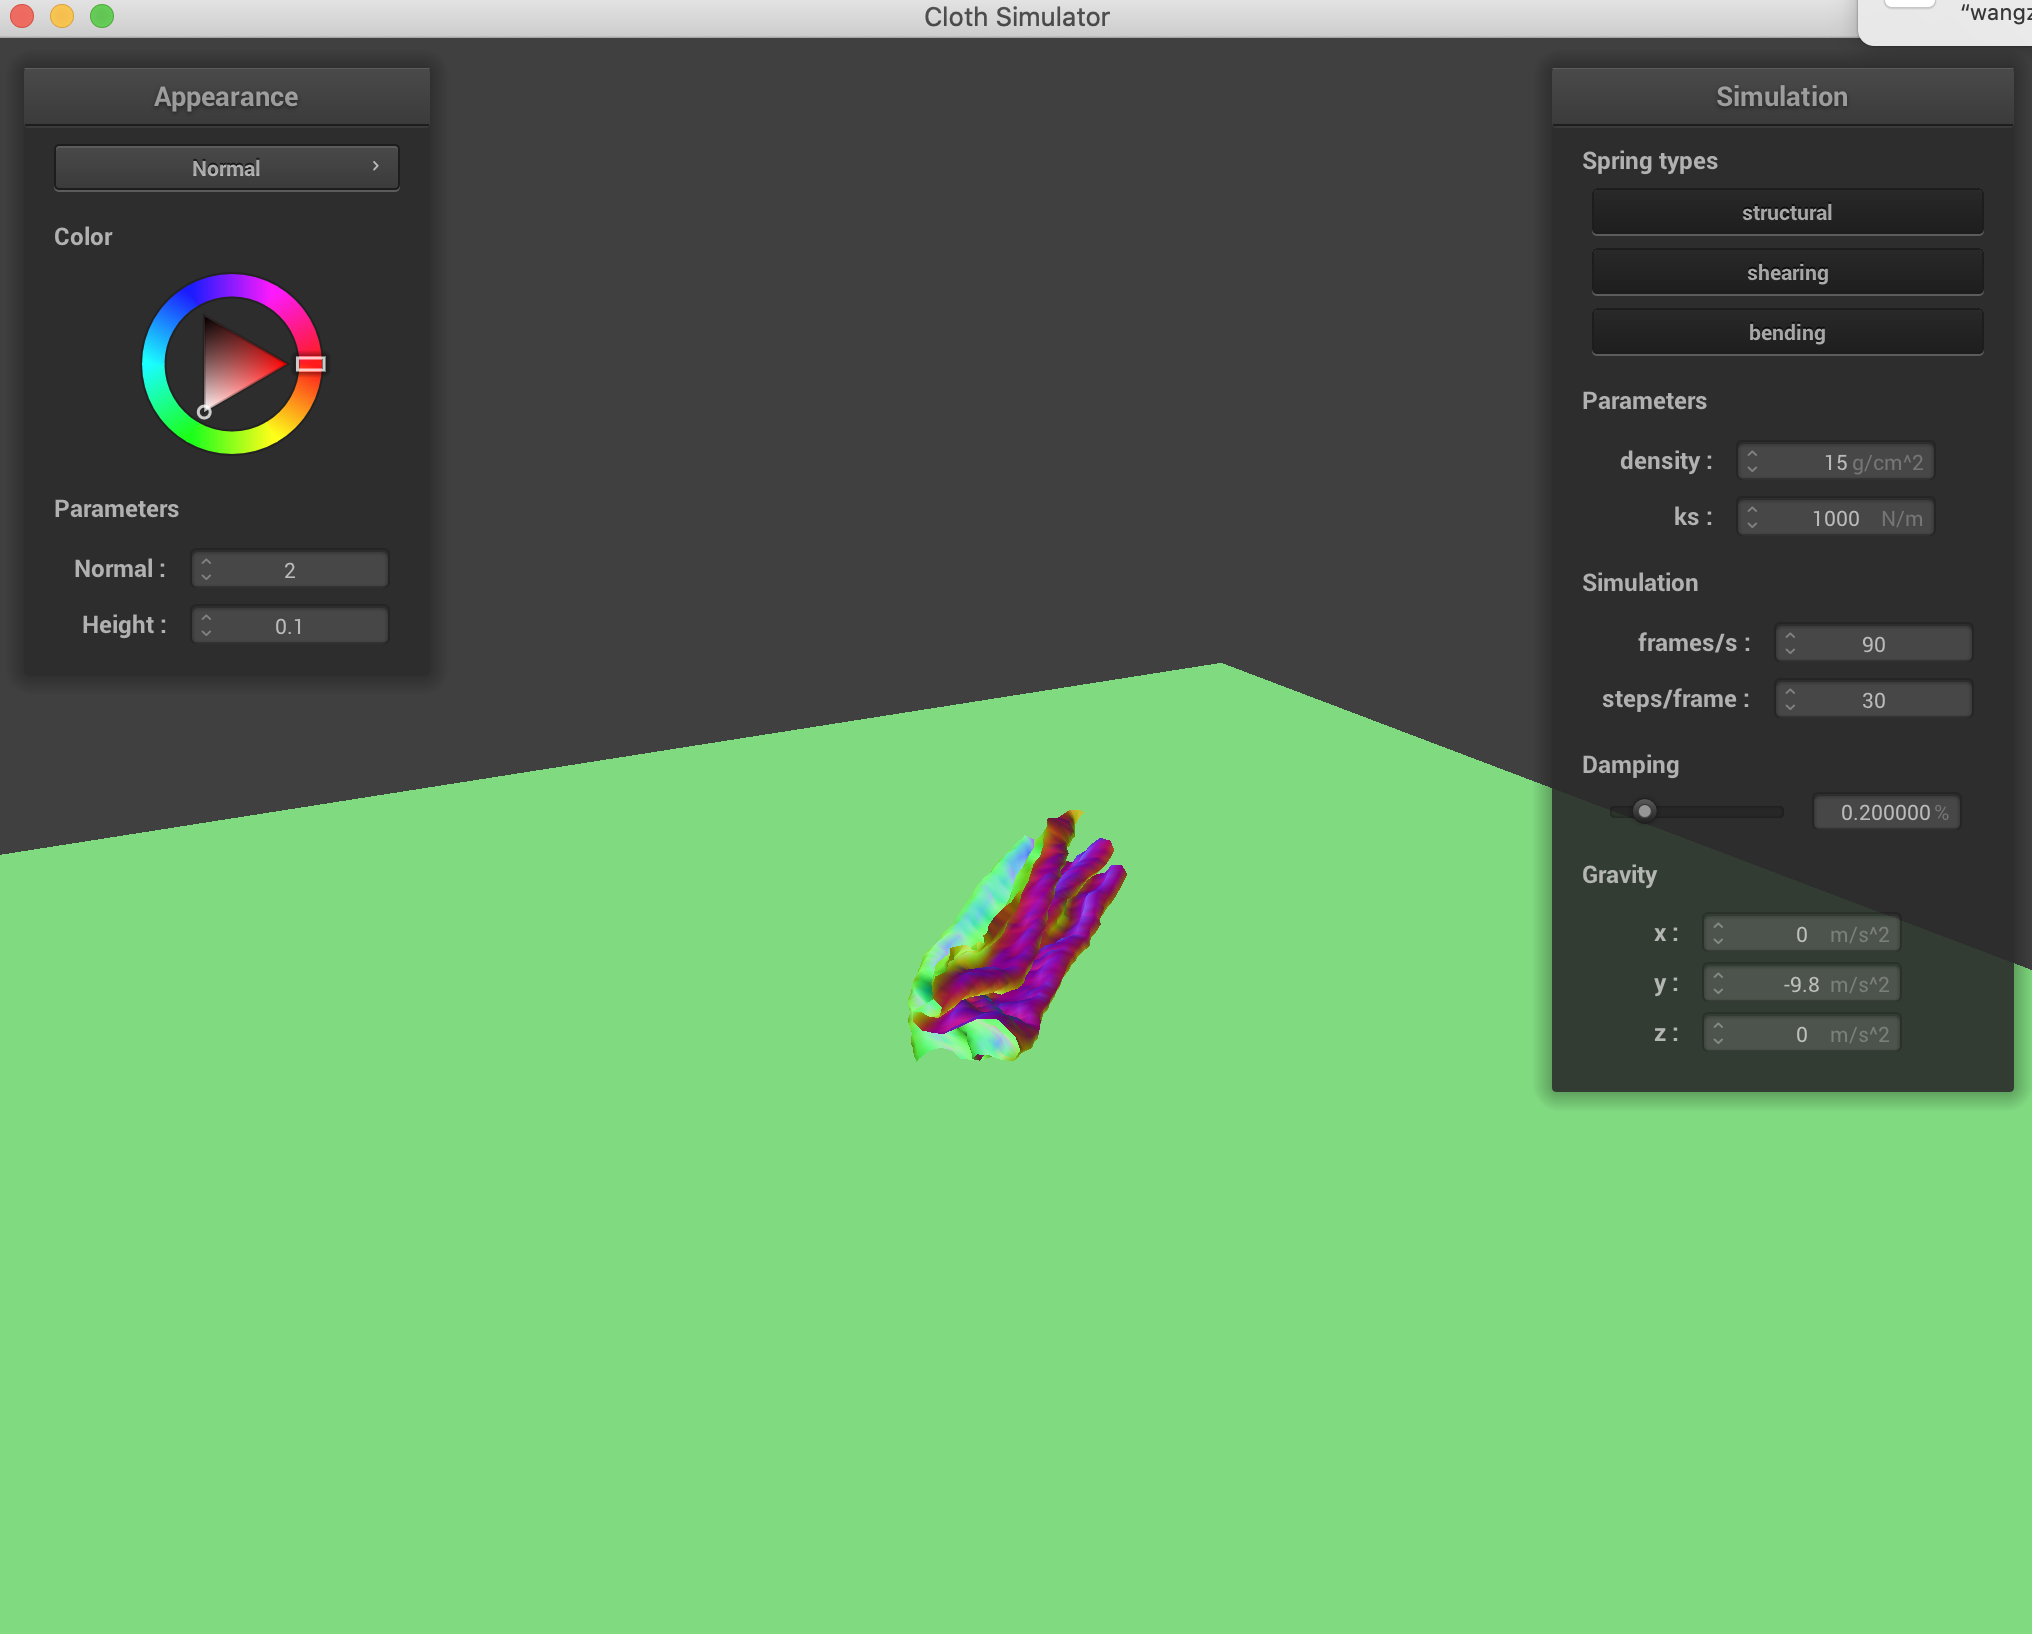 Cloth Simulator
“wangz
Appearance
Normal
Color
Parameters
Normal : 2
Height : 0.1
Simulation
Spring types
structural
shearing
bending
Parameters
density : 15 g/cm^2
ks : 1000 N/m
Simulation
frames/s : 90
steps/frame : 30
Damping
0.200000 %
Gravity
x : 0 m/s^2
y : -9.8 m/s^2
z : 0 m/s^2